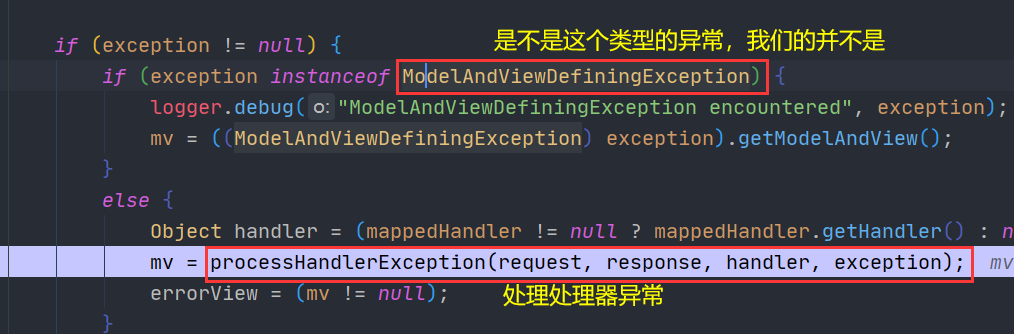 是不是这个类型的异常，我们的并不是
if (exception != null) {
if (exception instanceof ModelAndViewDefiningException) {
logger.debug( o: "ModelAndViewDefiningException encountered", exception);
mv = ((ModelAndViewDefiningException) exception).getModelAndView();
}
else {
Object handler = (mappedHandler != null ? mappedHandler.getHandler() : n
mv = processHandlerException(request, response, handler, exception); mv
errorView = (mv != null);
处理处理器异常
}